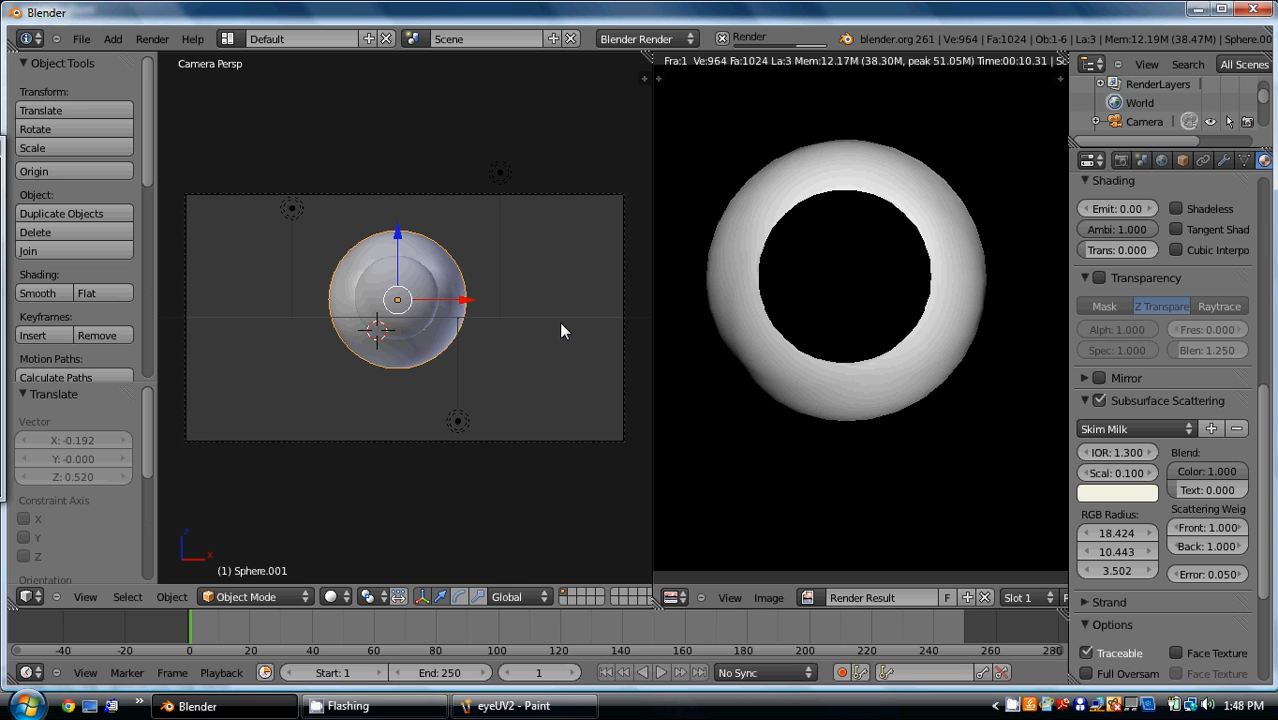 Blender
File Add Render Help Default Scene Blender Render Render blender.org 261 | Ve:964 | Fa:1024 | Ob:1-6 | La:3 | Mem:12.19M (38.47M) | Sphere.00
Object Tools
Transform:
Translate
Rotate
Scale
Origin
Object:
Duplicate Objects
Delete
Join
Shading:
Smooth Flat
Keyframes:
Insert Remove
Motion Paths:
Calculate Paths
Translate
Vector
X: -0.192
Y: -0.000
Z: 0.520
Constraint Axis
X
Y
Z
Orientation
Camera Persp
z
x
(1) Sphere.001
View Select Object Object Mode Global
Fra:1 Ve:964 Fa:1024 La:3 Mem:12.17M (38.30M, peak 51.05M) Time:00:10.31 | Sc
View Image Render Result F Slot 1
View Search All Scenes
RenderLayers
World
Camera
Shading
Emit: 0.00 Shadeless
Ambi: 1.000 Tangent Shad
Trans: 0.000 Cubic Interpo
Transparency
Mask Z Transpare Raytrace
Alph: 1.000 Fres: 0.000
Spec: 1.000 Blen: 1.250
Mirror
Subsurface Scattering
Skim Milk
IOR: 1.300 Blend:
Scal: 0.100 Color: 1.000
Text: 0.000
RGB Radius: Scattering Weig
18.424 Front: 1.000
10.443 Back: 1.000
3.502 Error: 0.050
Strand
Options
Traceable Face Texture
Full Oversam Face Texture
-40 -20 0 20 40 60 80 100 120 140 160 180 200 220 240 260 280
View Marker Frame Playback Start: 1 End: 250 1 No Sync
Blender Flashing eyeUV2 - Paint 1:48 PM